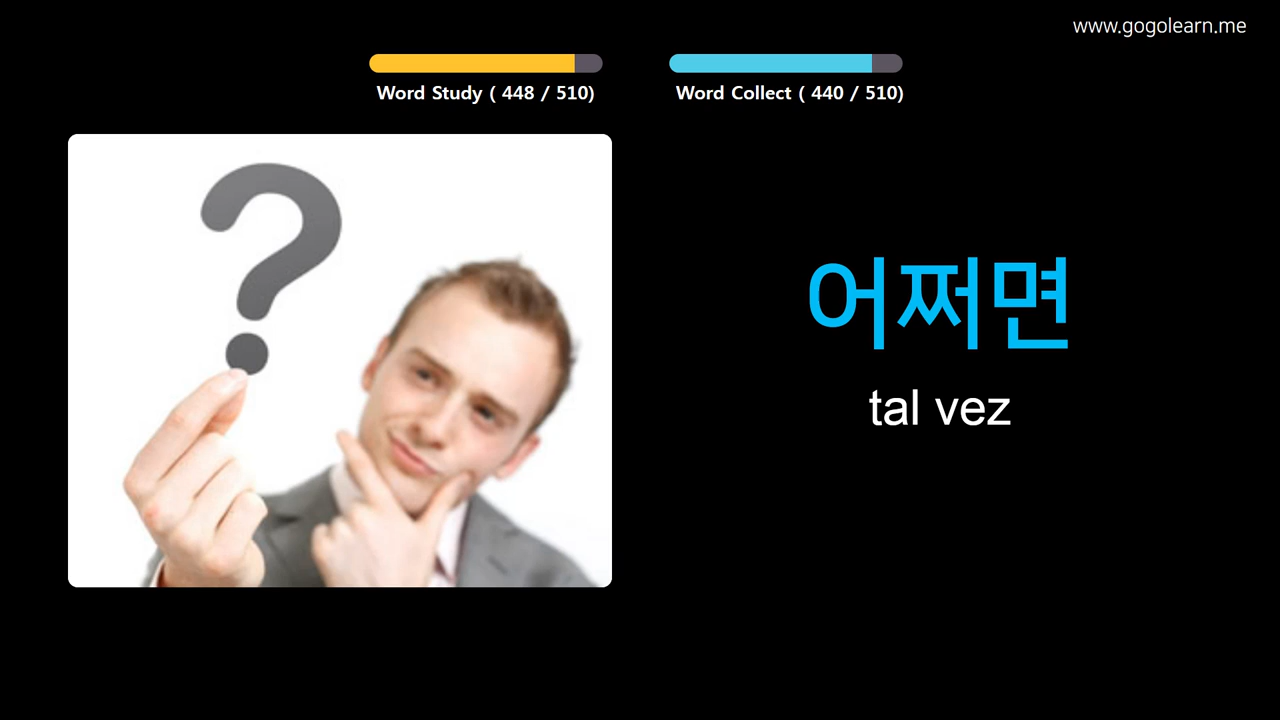 www.gogolearn.me
Word Study ( 448 / 510)
Word Collect ( 440 / 510)
?
어쩌면
tal vez